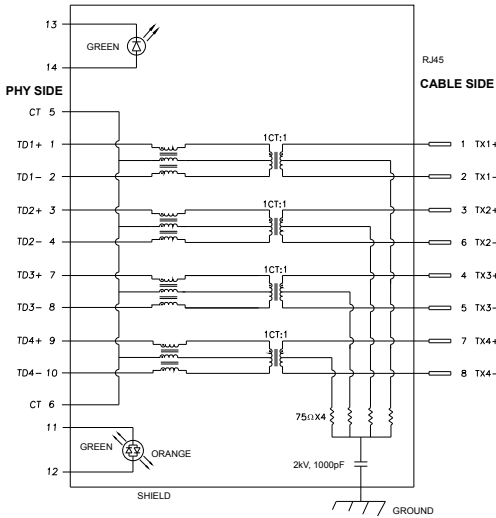 13
GREEN
14
RJ45
PHY SIDE
CABLE SIDE
CT 5
1CT:1
TD1+ 1
1 TX1+
TD1- 2
2 TX1-
1CT:1
TD2+ 3
3 TX2+
TD2- 4
6 TX2-
1CT:1
TD3+ 7
4 TX3+
TD3- 8
5 TX3-
1CT:1
TD4+ 9
7 TX4+
TD4- 10
8 TX4-
CT 6
75ΩX4
11
GREEN
ORANGE
12
2kV, 1000pF
SHIELD
GROUND